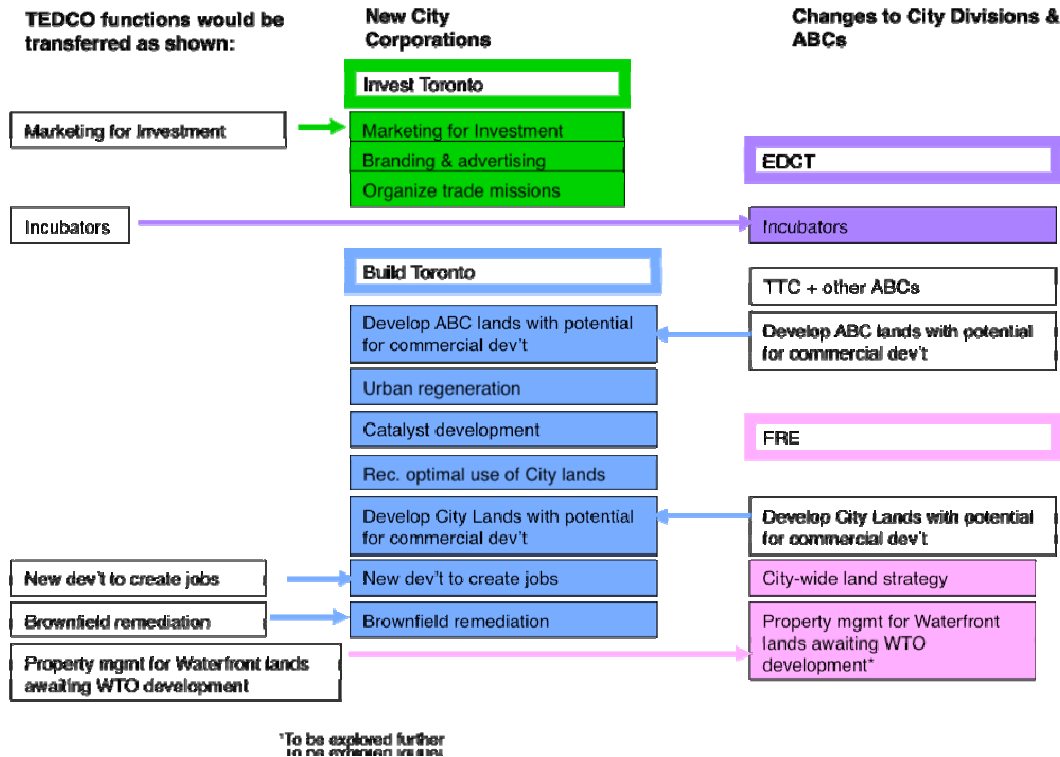 TEDCO functions would be
transferred as shown:
New City
Corporations
Changes to City Divisions &
ABCs
Invest Toronto
Marketing for Investment
Marketing for Investment
Branding & advertising
Organize trade missions
EDCT
Incubators
Incubators
Build Toronto
TTC + other ABCs
Develop ABC lands with potential
for commercial dev't
Develop ABC lands with potential
for commercial dev't
Urban regeneration
Catalyst development
FRE
Rec. optimal use of City lands
Develop City Lands with potential
for commercial dev't
Develop City Lands with potential
for commercial dev't
New dev't to create jobs
New dev't to create jobs
City-wide land strategy
Brownfield remediation
Brownfield remediation
Property mgmt for Waterfront
lands awaiting WTO
development*
Property mgmt for Waterfront lands
awaiting WTO development
*To be explored further
To be explored further